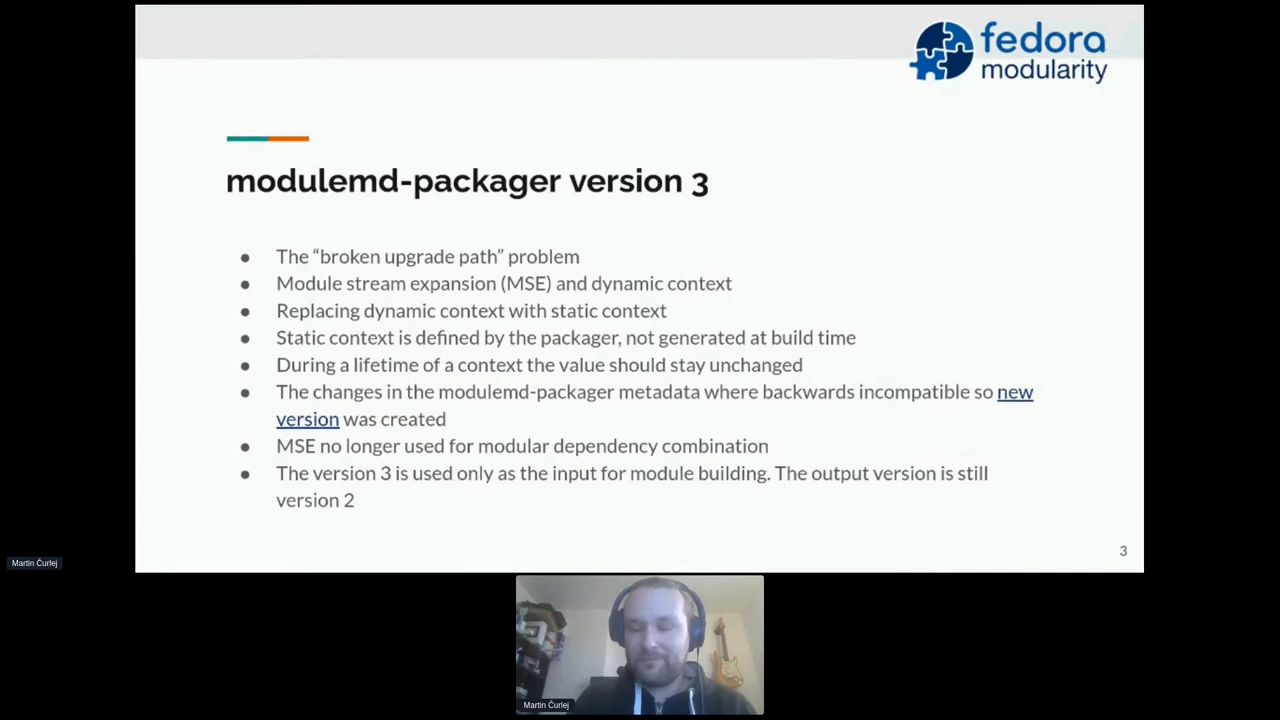 fedora
modularity
modulemd-packager version 3
● The “broken upgrade path” problem
● Module stream expansion (MSE) and dynamic context
● Replacing dynamic context with static context
● Static context is defined by the packager, not generated at build time
● During a lifetime of a context the value should stay unchanged
● The changes in the modulemd-packager metadata where backwards incompatible so new
version was created
● MSE no longer used for modular dependency combination
● The version 3 is used only as the input for module building. The output version is still
version 2
3
Martin Čurlej
Martin Čurlej